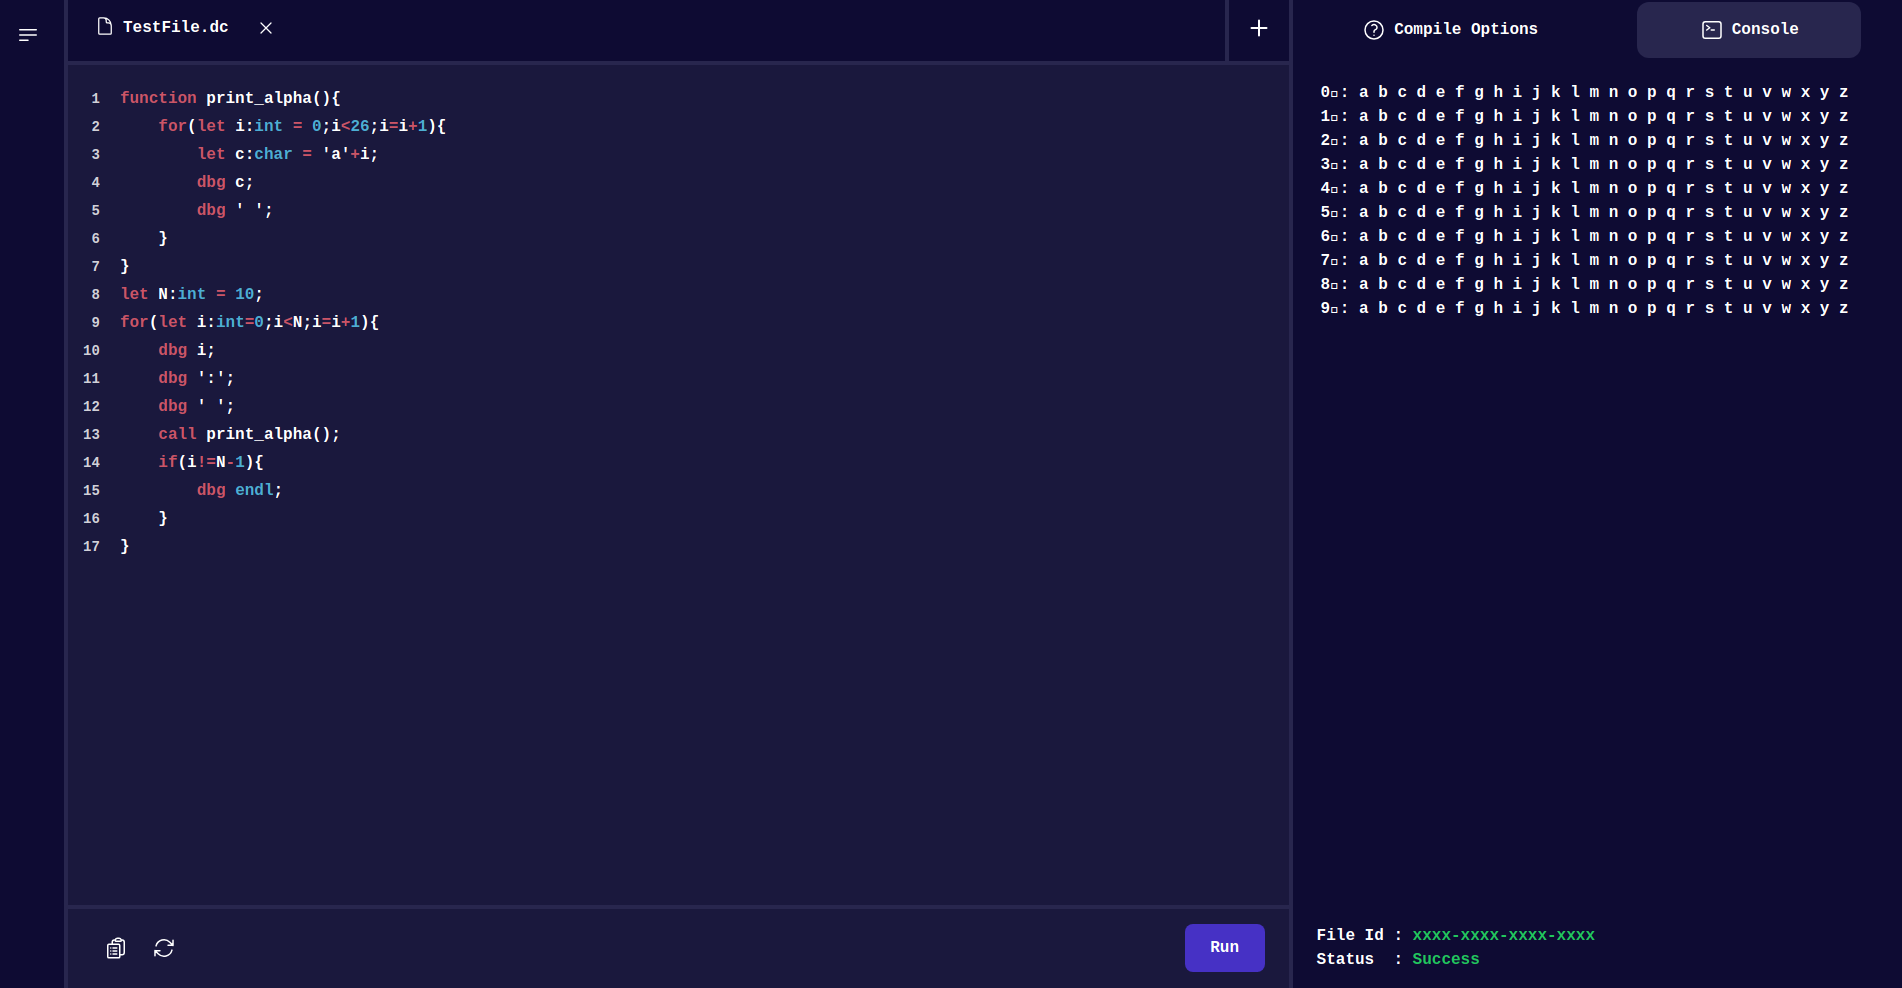 TestFile.dc
Compile Options
Console
1 function print_alpha(){
2     for(let i:int = 0;i<26;i=i+1){
3         let c:char = 'a'+i;
4         dbg c;
5         dbg ' ';
6     }
7 }
8 let N:int = 10;
9 for(let i:int=0;i<N;i=i+1){
10     dbg i;
11     dbg ':';
12     dbg ' ';
13     call print_alpha();
14     if(i!=N-1){
15         dbg endl;
16     }
17 }
Run
0▯: a b c d e f g h i j k l m n o p q r s t u v w x y z
1▯: a b c d e f g h i j k l m n o p q r s t u v w x y z
2▯: a b c d e f g h i j k l m n o p q r s t u v w x y z
3▯: a b c d e f g h i j k l m n o p q r s t u v w x y z
4▯: a b c d e f g h i j k l m n o p q r s t u v w x y z
5▯: a b c d e f g h i j k l m n o p q r s t u v w x y z
6▯: a b c d e f g h i j k l m n o p q r s t u v w x y z
7▯: a b c d e f g h i j k l m n o p q r s t u v w x y z
8▯: a b c d e f g h i j k l m n o p q r s t u v w x y z
9▯: a b c d e f g h i j k l m n o p q r s t u v w x y z
File Id : xxxx-xxxx-xxxx-xxxx
Status  : Success